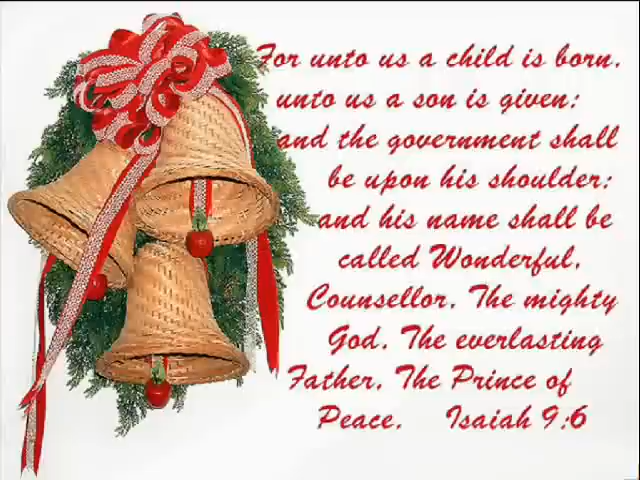 For unto us a child is born,
unto us a son is given:
and the government shall
be upon his shoulder:
and his name shall be
called Wonderful,
Counsellor, The mighty
God, The everlasting
Father, The Prince of
Peace.    Isaiah 9:6